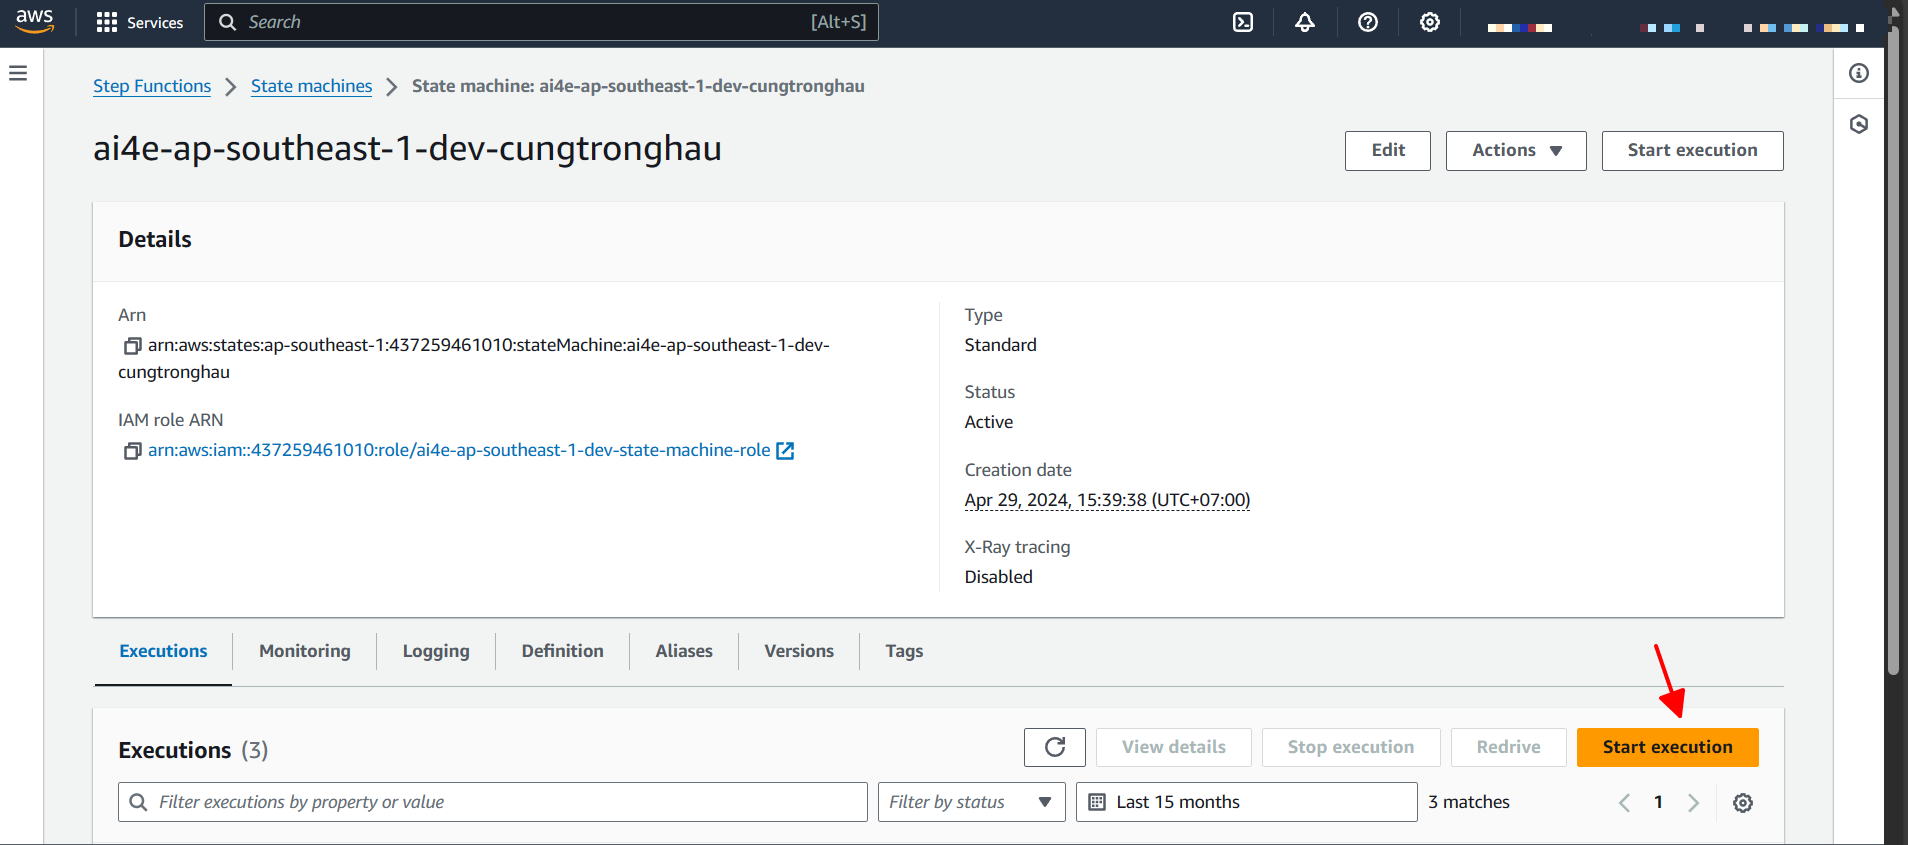 aws Services Search [Alt+S]
Step Functions State machines State machine: ai4e-ap-southeast-1-dev-cungtronghau
ai4e-ap-southeast-1-dev-cungtronghau
Edit Actions Start execution
Details
Arn
arn:aws:states:ap-southeast-1:437259461010:stateMachine:ai4e-ap-southeast-1-dev-
cungtronghau
IAM role ARN
arn:aws:iam::437259461010:role/ai4e-ap-southeast-1-dev-state-machine-role
Type
Standard
Status
Active
Creation date
Apr 29, 2024, 15:39:38 (UTC+07:00)
X-Ray tracing
Disabled
Executions Monitoring Logging Definition Aliases Versions Tags
Executions (3)
View details Stop execution Redrive Start execution
Filter executions by property or value Filter by status Last 15 months 3 matches 1